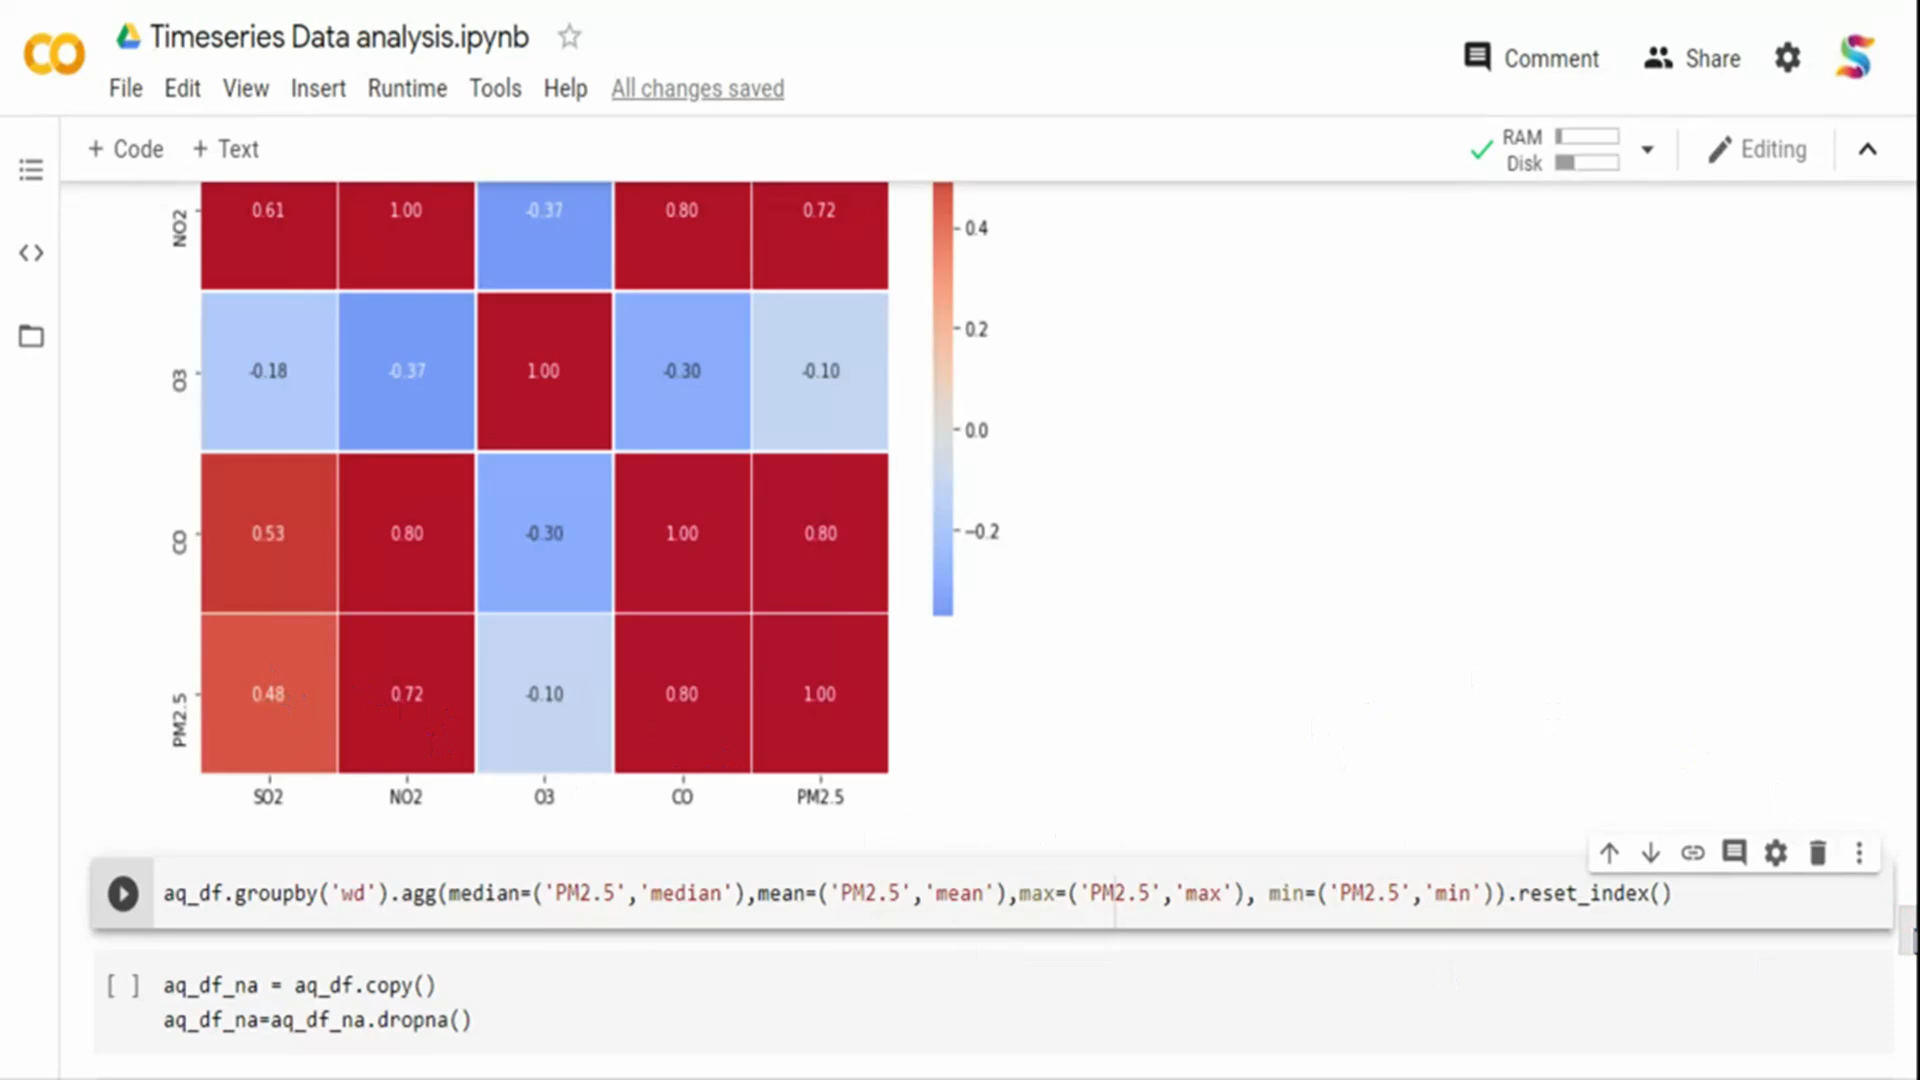 Timeseries Data analysis.ipynb
File Edit View Insert Runtime Tools Help All changes saved
Comment Share
+ Code + Text
RAM
Disk
Editing
NO2 0.61 1.00 -0.37 0.80 0.72
O3 -0.18 -0.37 1.00 -0.30 -0.10
CO 0.53 0.80 -0.30 1.00 0.80
PM2.5 0.48 0.72 -0.10 0.80 1.00
SO2 NO2 O3 CO PM2.5
0.4
0.2
0.0
−0.2
aq_df.groupby('wd').agg(median=('PM2.5','median'),mean=('PM2.5','mean'),max=('PM2.5','max'), min=('PM2.5','min')).reset_index()
[ ] aq_df_na = aq_df.copy()
aq_df_na=aq_df_na.dropna()